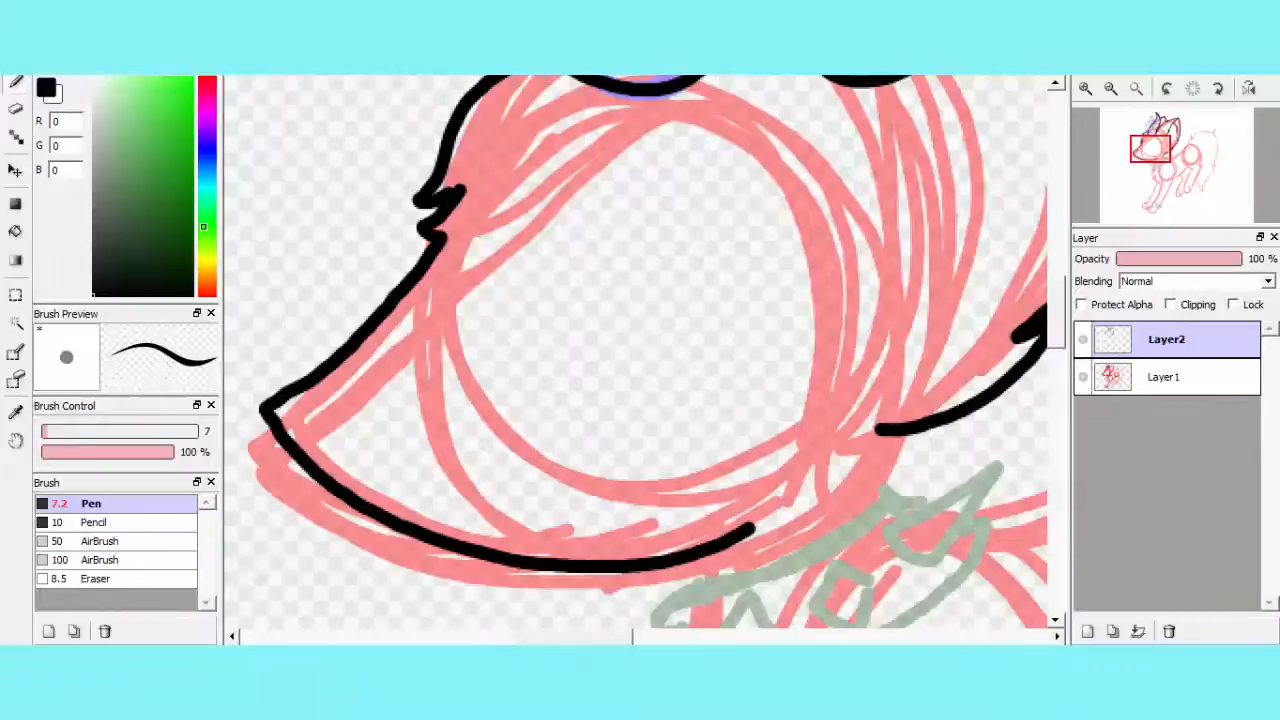 R 0
G 0
B 0
Brush Preview
*
Brush Control
7
100 %
Brush
7.2 Pen
10 Pencil
50 AirBrush
100 AirBrush
8.5 Eraser
Layer
Opacity 100 %
Blending Normal
Protect Alpha Clipping Lock
Layer2
Layer1